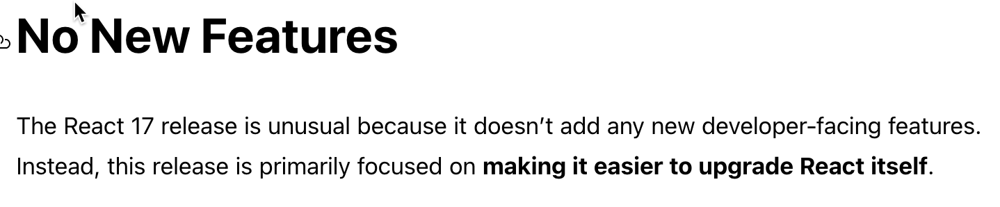 No New Features
The React 17 release is unusual because it doesn’t add any new developer-facing features.
Instead, this release is primarily focused on making it easier to upgrade React itself.